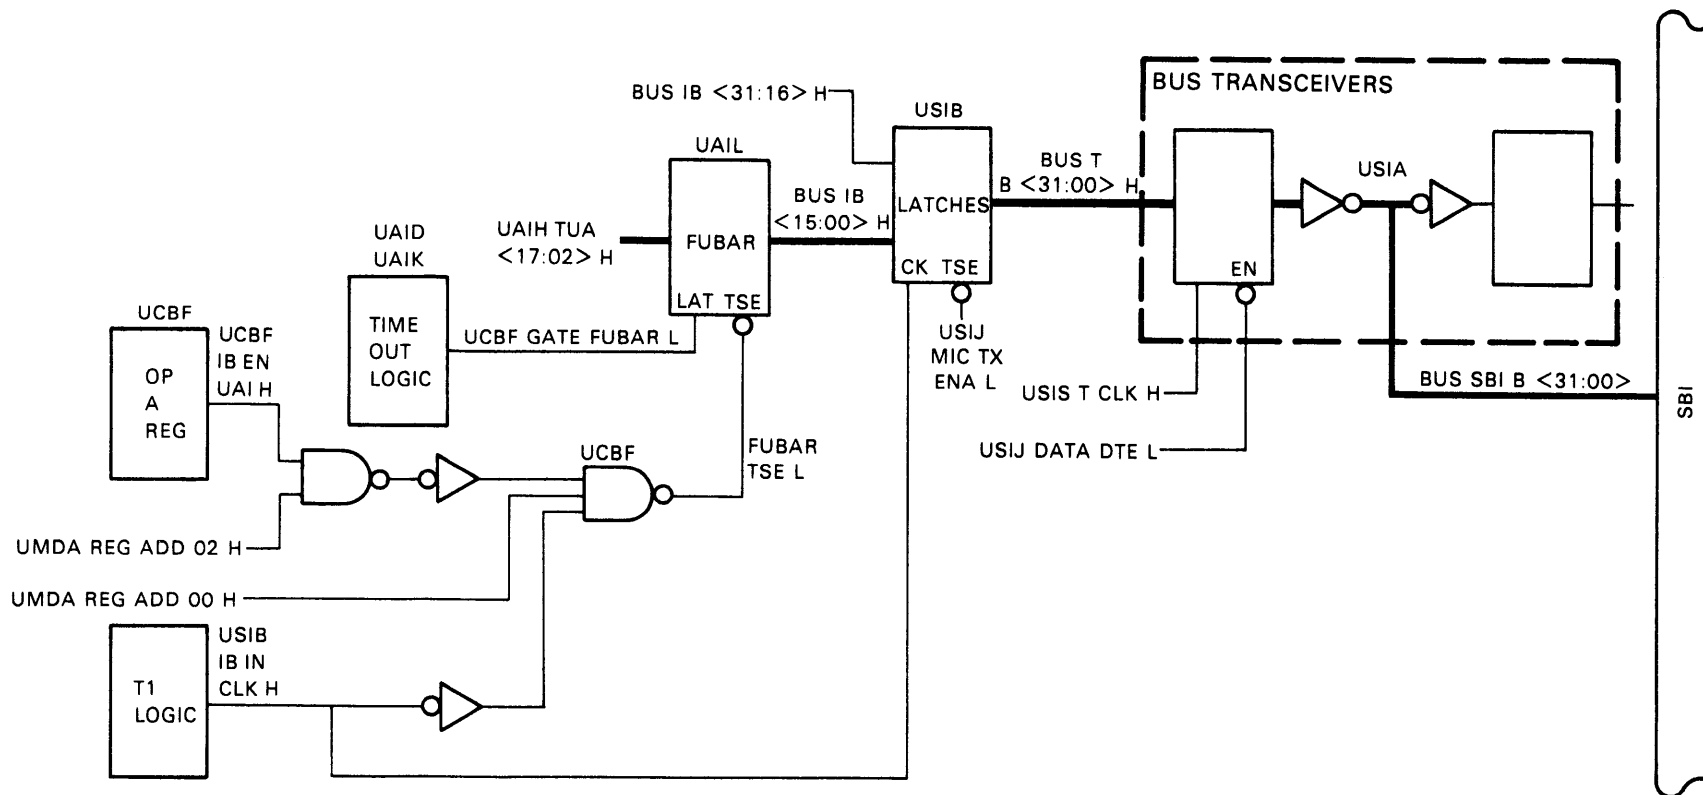 BUS TRANSCEIVERS
BUS IB <31:16> H
USIB
UAIL
BUS T
B <31:00> H
USIA
BUS IB
<15:00> H
LATCHES
UAIH TUA
<17:02> H
FUBAR
UAID
UAIK
CK TSE
EN
LAT TSE
UCBF
UCBF
IB EN
UAI H
TIME
OUT
LOGIC
UCBF GATE FUBAR L
USIJ
MIC TX
ENA L
OP
A
REG
USIS T CLK H
BUS SBI B <31:00>
SBI
UCBF
FUBAR
TSE L
USIJ DATA DTE L
UMDA REG ADD 02 H
UMDA REG ADD 00 H
USIB
IB IN
CLK H
T1
LOGIC